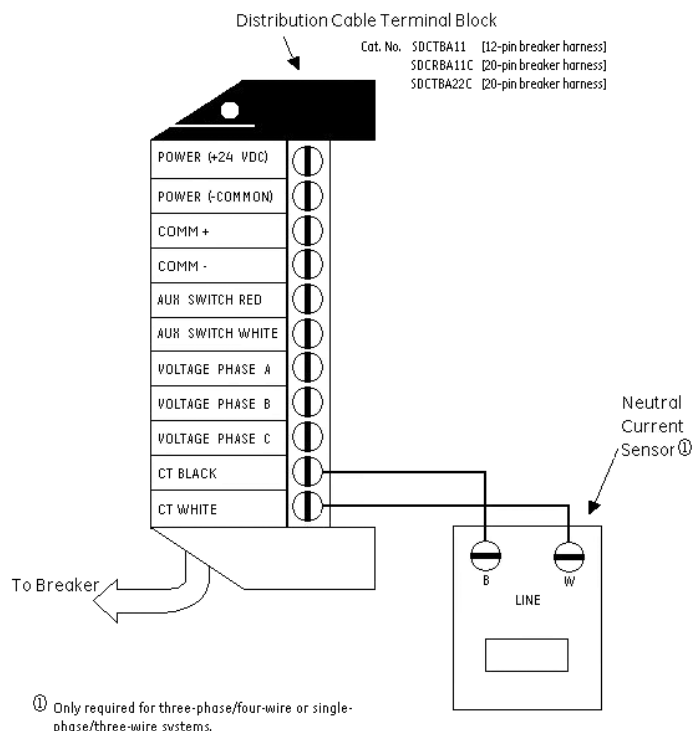 Distribution Cable Terminal Block
Cat. No. SDCTBA11 [12-pin breaker harness]
SDCRBA11C [20-pin breaker harness]
SDCTBA22C [20-pin breaker harness]
POWER (+24 VDC)
POWER (-COMMON)
COMM +
COMM -
AUX SWITCH RED
AUX SWITCH WHITE
VOLTAGE PHASE A
VOLTAGE PHASE B
VOLTAGE PHASE C
CT BLACK
CT WHITE
Neutral
Current
Sensor ①
B W
LINE
To Breaker
① Only required for three-phase/four-wire or single-
phase/three-wire systems.